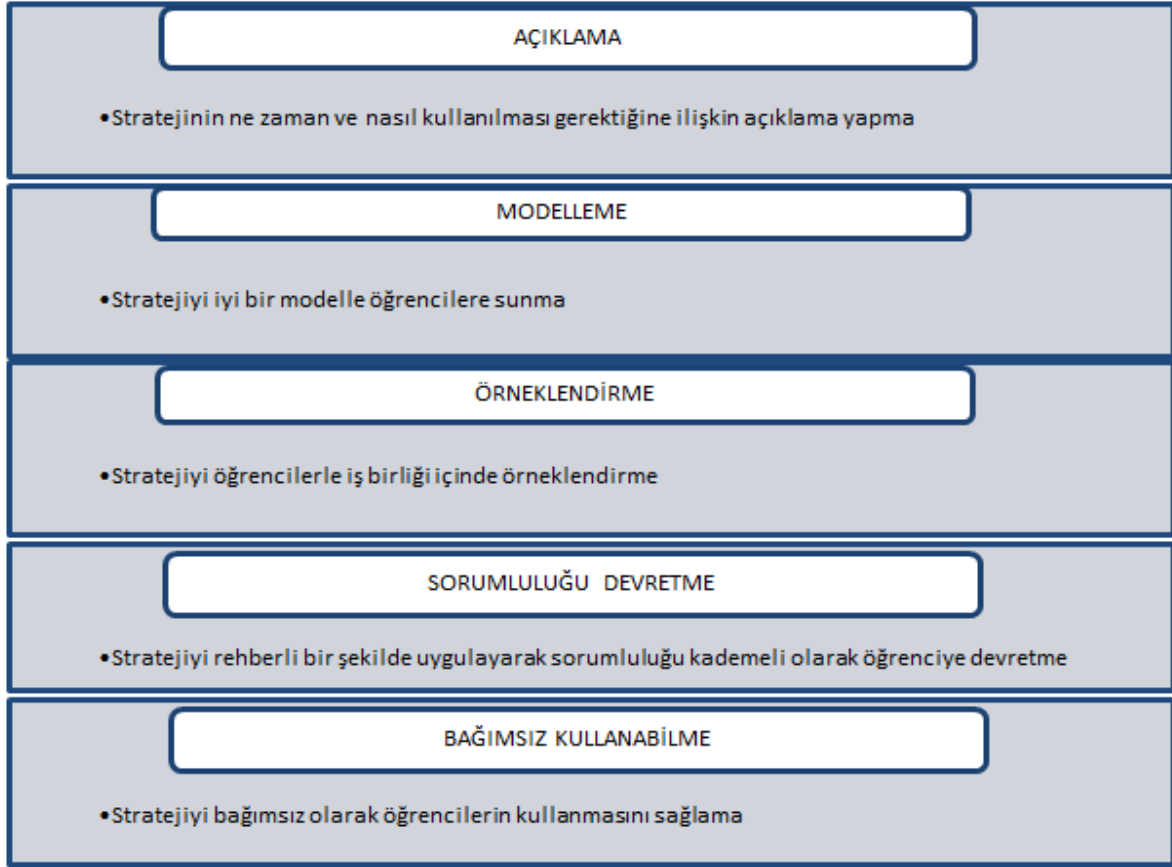 AÇIKLAMA
•Stratejinin ne zaman ve nasıl kullanılması gerektiğine ilişkin açıklama yapma
MODELLEME
•Stratejiyi iyi bir modelle öğrencilere sunma
ÖRNEKLENDİRME
•Stratejiyi öğrencilerle iş birliği içinde örneklendirme
SORUMLULUĞU DEVRETME
•Stratejiyi rehberli bir şekilde uygulayarak sorumluluğu kademeli olarak öğrenciye devretme
BAĞIMSIZ KULLANABİLME
•Stratejiyi bağımsız olarak öğrencilerin kullanmasını sağlama